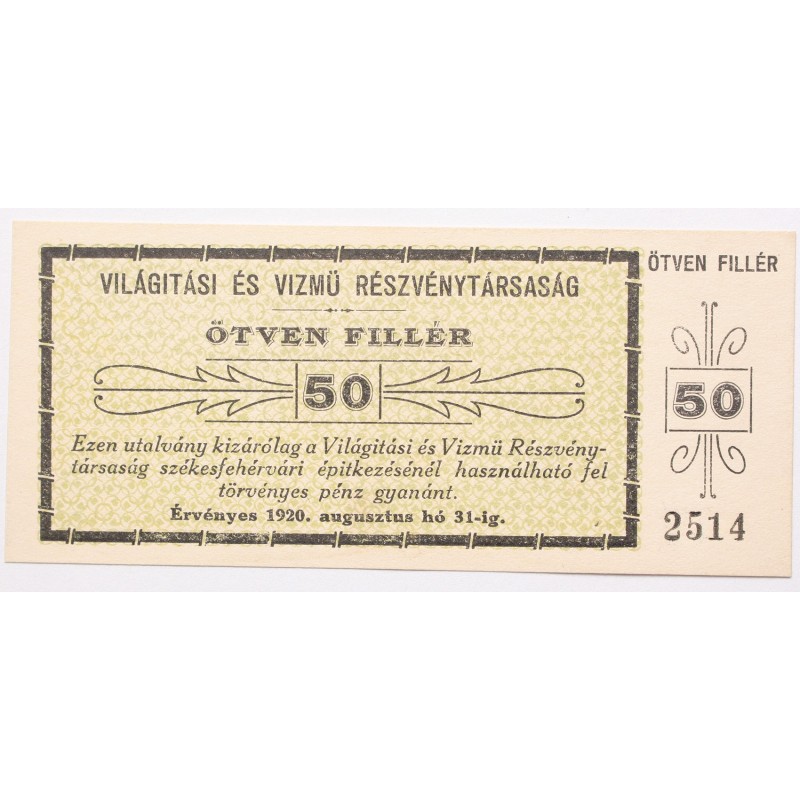 VILÁGITÁSI ÉS VIZMÜ RÉSZVÉNYTÁRSASÁG
ÖTVEN FILLÉR
50
Ezen utalvány kizárólag a Világitási és Vizmü Részvény-
társaság székesfehérvári épitkezésénél használható fel
törvényes pénz gyanánt.
Érvényes 1920. augusztus hó 31-ig.
ÖTVEN FILLÉR
50
2514